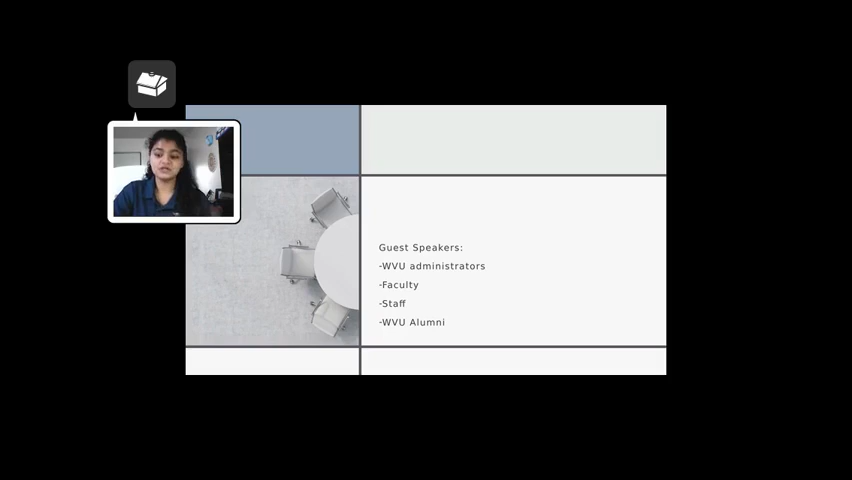 Guest Speakers:
-WVU administrators
-Faculty
-Staff
-WVU Alumni